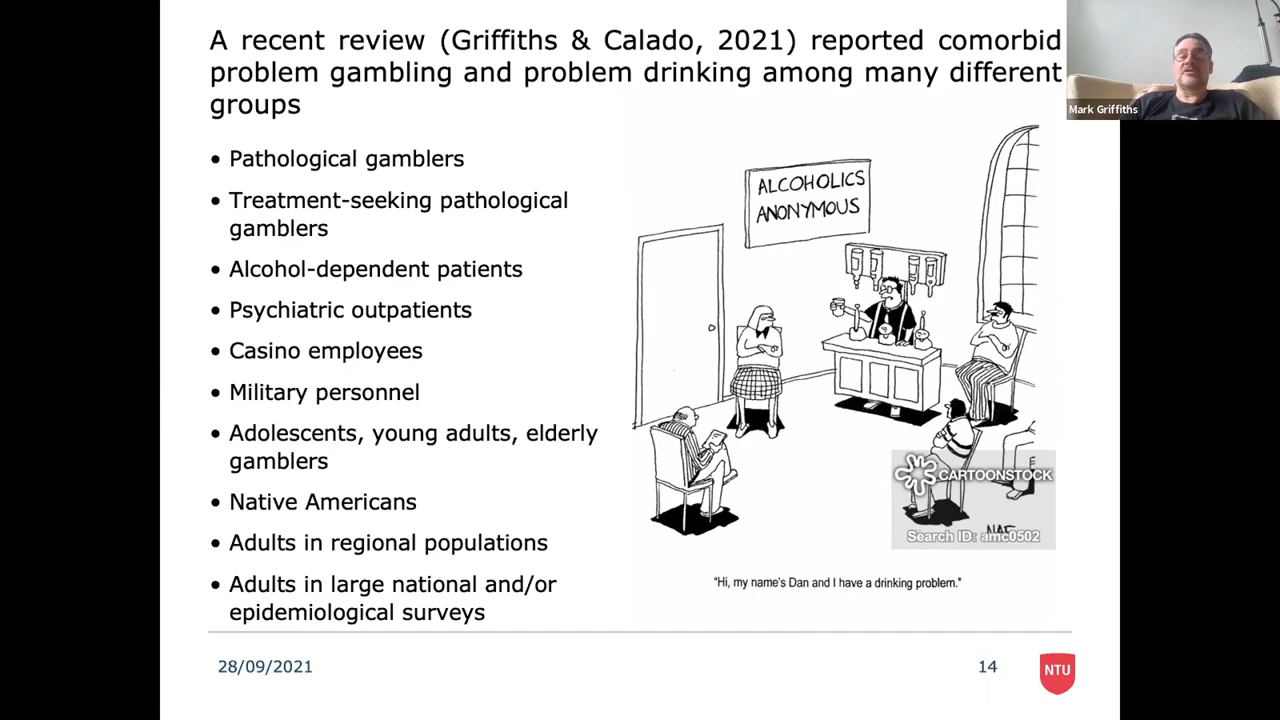 A recent review (Griffiths & Calado, 2021) reported comorbid
problem gambling and problem drinking among many different
groups
Mark Griffiths
• Pathological gamblers
• Treatment-seeking pathological
gamblers
• Alcohol-dependent patients
• Psychiatric outpatients
• Casino employees
• Military personnel
• Adolescents, young adults, elderly
gamblers
• Native Americans
• Adults in regional populations
• Adults in large national and/or
epidemiological surveys
ALCOHOLICS
ANONYMOUS
CARTOONSTOCK
Search ID: amc0502
"Hi, my name's Dan and I have a drinking problem."
28/09/2021
14
NTU